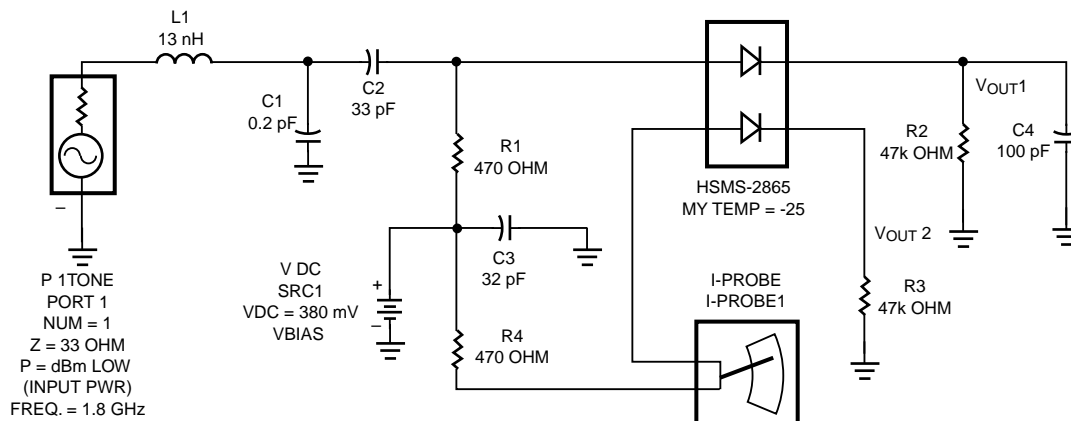 L1
13 nH
C1
0.2 pF
C2
33 pF
R1
470 OHM
HSMS-2865
MY TEMP = -25
VOUT1
R2
47k OHM
C4
100 pF
–
P 1TONE
PORT 1
NUM = 1
Z = 33 OHM
P = dBm LOW
(INPUT PWR)
FREQ. = 1.8 GHz
V DC
SRC1
VDC = 380 mV
VBIAS
+
–
C3
32 pF
R4
470 OHM
VOUT 2
I-PROBE
I-PROBE1
R3
47k OHM